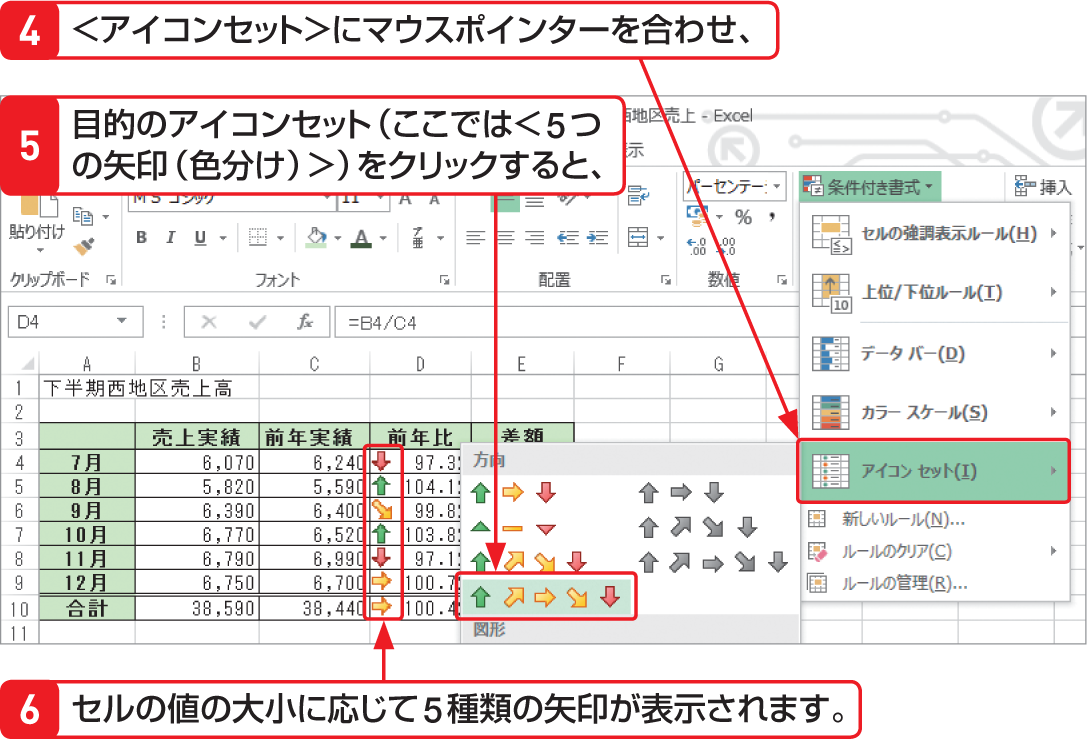 4 <アイコンセット>にマウスポインターを合わせ、
5 目的のアイコンセット（ここでは<5つ
の矢印（色分け）>）をクリックすると、
西地区売上 - Excel
表示
MS ゴシック 11 A A パーセンテー: 条件付き書式 挿入
貼り付け
B I U A %
クリップボード フォント 配置 数値
D4 fx =B4/C4
A B C D E F G
1 下半期西地区売上高
2
3 売上実績 前年実績 前年比 差額
4 7月 6,070 6,240 97.3
5 8月 5,820 5,590 104.1
6 9月 6,390 6,400 99.8
7 10月 6,770 6,520 103.8
8 11月 6,790 6,990 97.1
9 12月 6,750 6,700 100.7
10 合計 38,590 38,440 100.4
11
方向
図形
セルの強調表示ルール(H)
上位/下位ルール(T)
10
データ バー(D)
カラー スケール(S)
アイコン セット(I)
新しいルール(N)...
ルールのクリア(C)
ルールの管理(R)...
6 セルの値の大小に応じて5種類の矢印が表示されます。